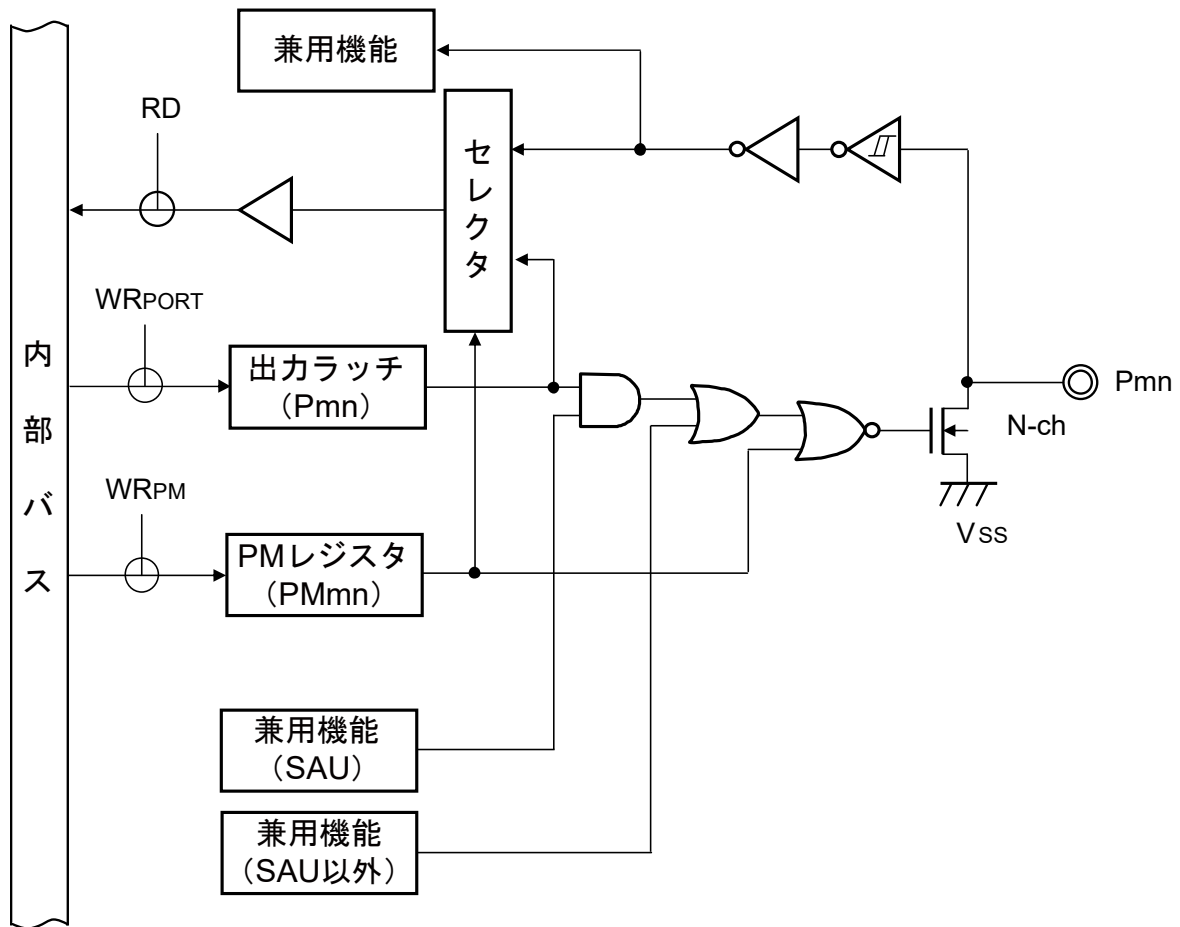 兼用機能
RD
セレクタ
WRPORT
内部バス
出力ラッチ
（Pmn）
Pmn
N-ch
WRPM
VSS
PMレジスタ
（PMmn）
兼用機能
（SAU）
兼用機能
（SAU以外）